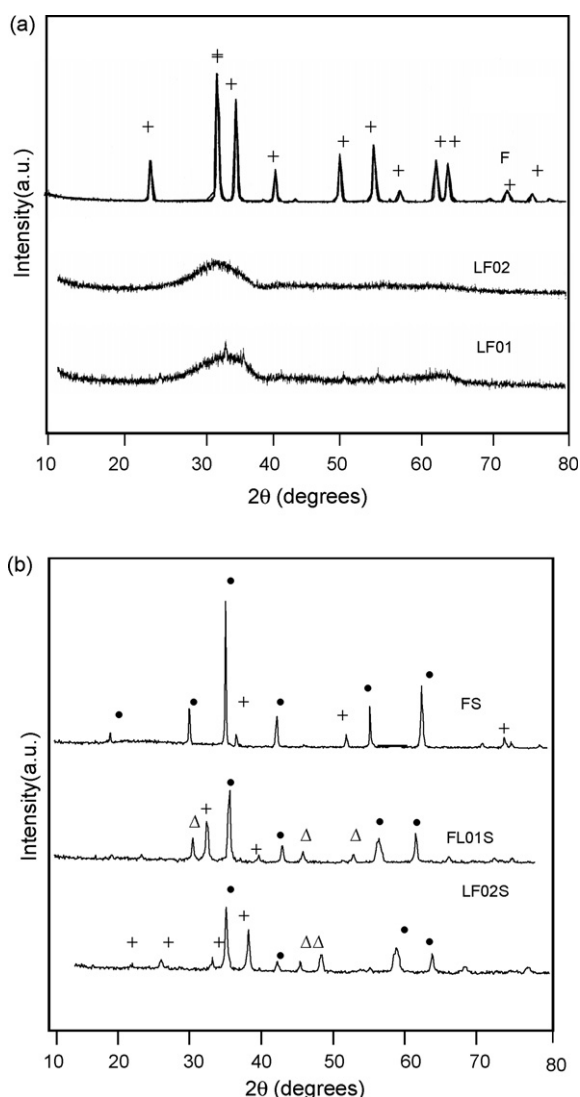 (a)
Intensity(a.u.)
F
LF02
LF01
10 20 30 40 50 60 70 80
2θ (degrees)
(b)
Intensity(a.u.)
FS
Δ Δ Δ
FL01S
LF02S
Δ Δ
10 20 30 40 50 60 70 80
2θ (degrees)